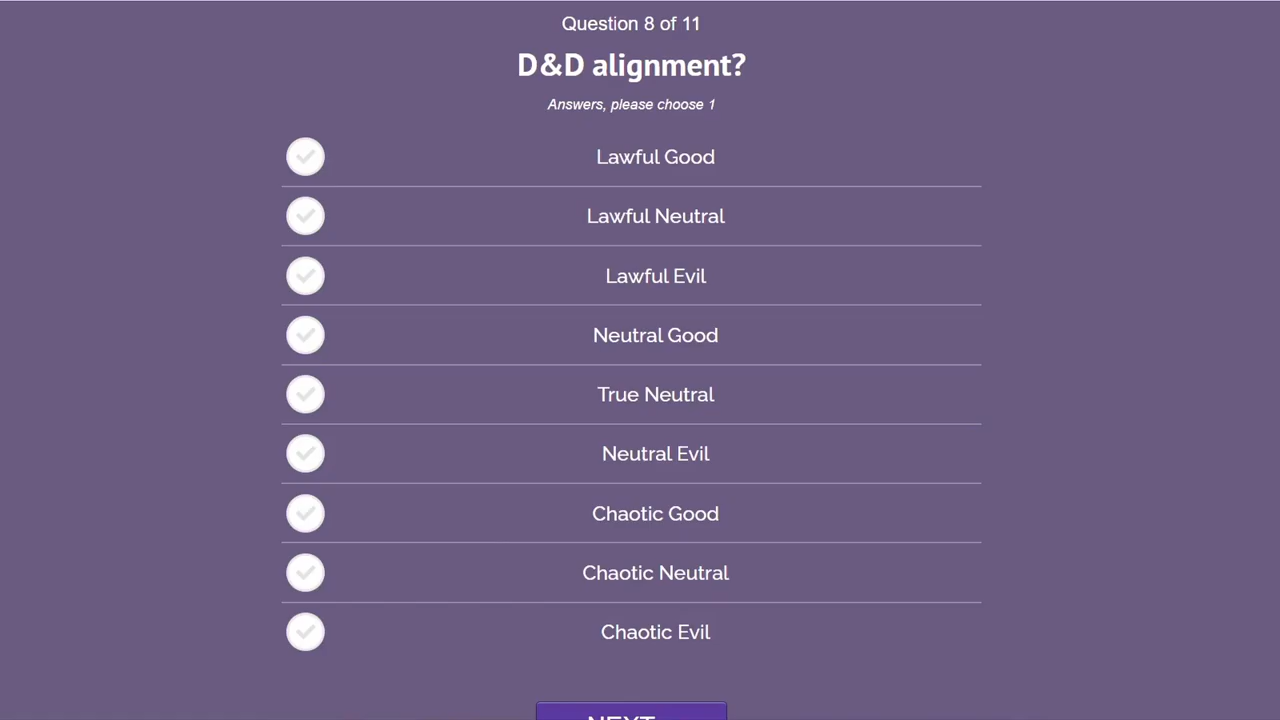 Question 8 of 11
D&D alignment?
Answers, please choose 1
Lawful Good
Lawful Neutral
Lawful Evil
Neutral Good
True Neutral
Neutral Evil
Chaotic Good
Chaotic Neutral
Chaotic Evil
NEXT